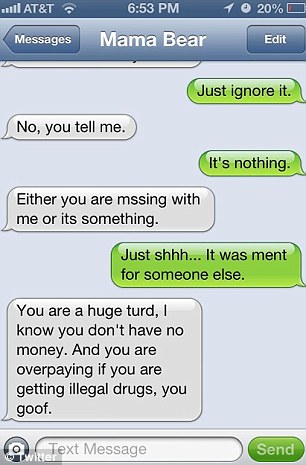 AT&T 6:53 PM 20%
Messages Mama Bear Edit
Just ignore it.
No, you tell me.
It's nothing.
Either you are mssing with
me or its something.
Just shhh... It was ment
for someone else.
You are a huge turd, I
know you don't have no
money. And you are
overpaying if you are
getting illegal drugs, you
goof.
Text Message Send
© Twitter